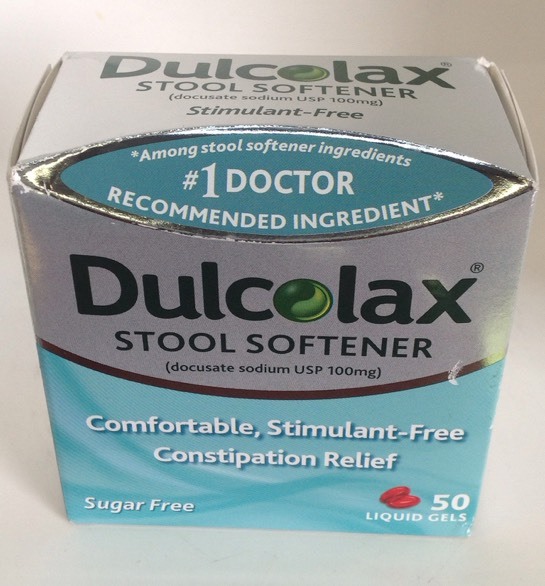 Dulcolax®
STOOL SOFTENER
(docusate sodium USP 100mg)
Stimulant-Free
*Among stool softener ingredients
#1 DOCTOR
RECOMMENDED INGREDIENT*
Dulcolax®
STOOL SOFTENER
(docusate sodium USP 100mg)
Comfortable, Stimulant-Free
Constipation Relief
Sugar Free
50
LIQUID GELS